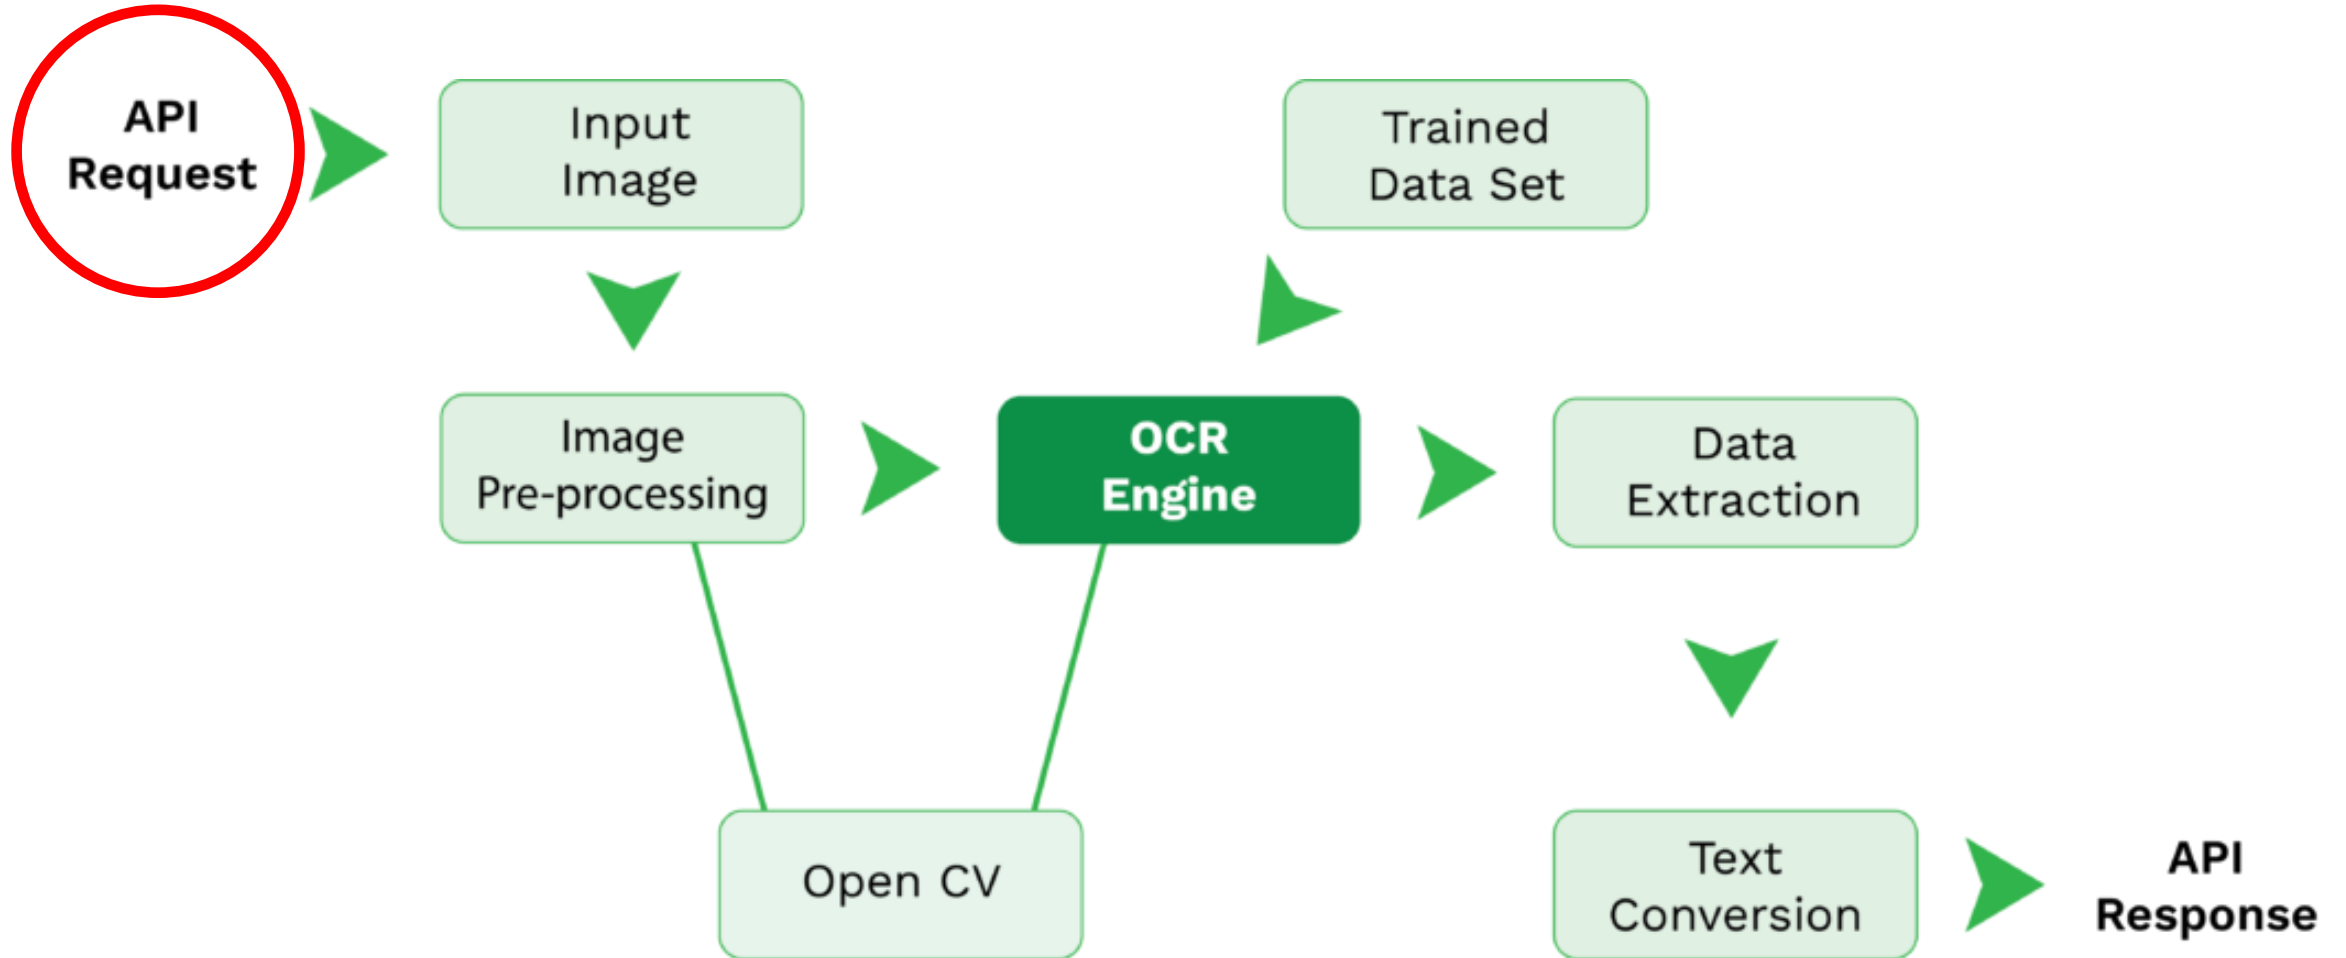 API
Request
Input
Image
Trained
Data Set
Image
Pre-processing
OCR
Engine
Data
Extraction
Open CV
Text
Conversion
API
Response